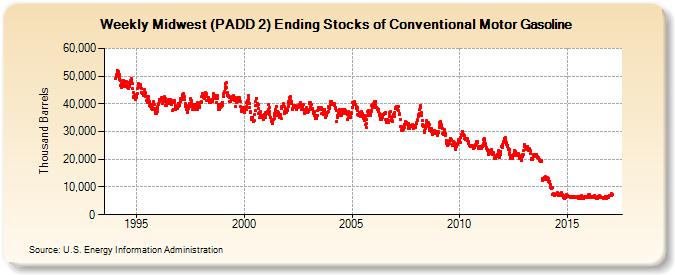 Weekly Midwest (PADD 2) Ending Stocks of Conventional Motor Gasoline
Thousand Barrels
60,000
50,000
40,000
30,000
20,000
10,000
0
1995 2000 2005 2010 2015
Source: U.S. Energy Information Administration